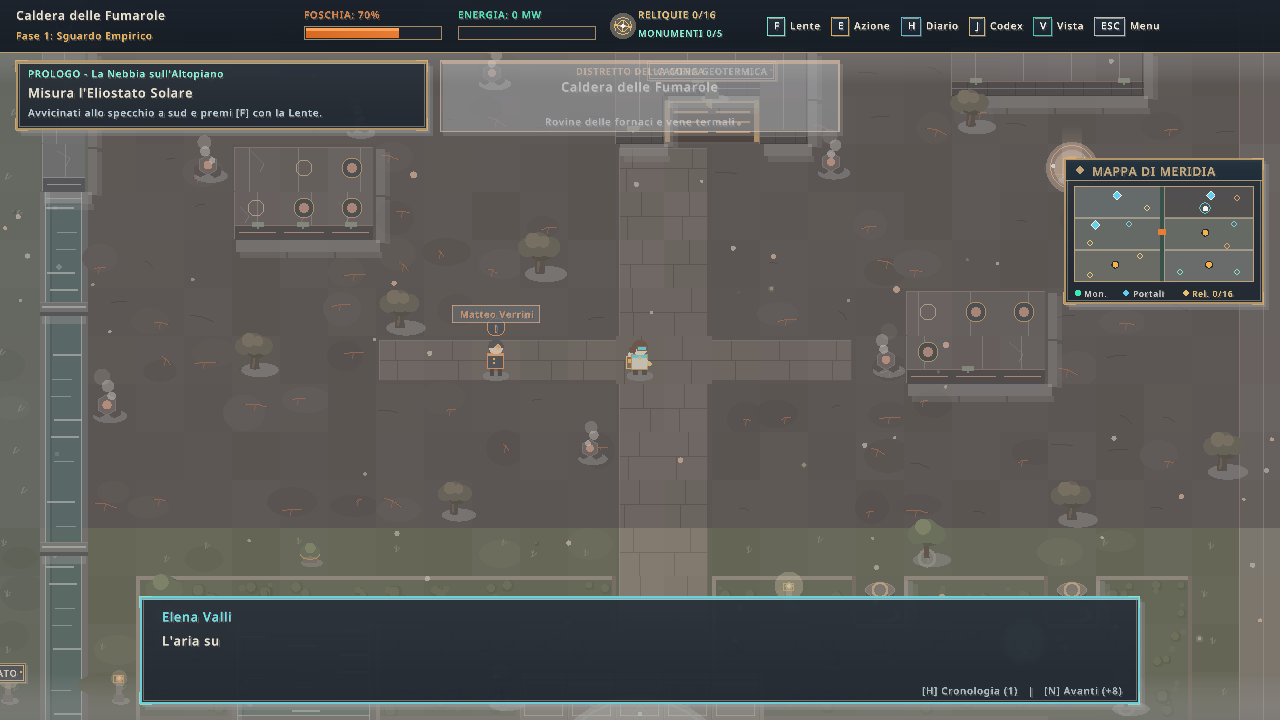 Caldera delle Fumarole
Fase 1: Sguardo Empirico
FOSCHIA: 70%
ENERGIA: 0 MW
RELIQUIE 0/16
MONUMENTI 0/5
F Lente
E Azione
H Diario
J Codex
V Vista
ESC Menu
PROLOGO - La Nebbia sull'Altopiano
Misura l'Eliostato Solare
Avvicinati allo specchio a sud e premi [F] con la Lente.
DISTRETTO
GEOTERMICA
Caldera delle Fumarole
Rovine delle fornaci e vene termali.
MAPPA DI MERIDIA
Mon.
Portali
Rel. 0/16
Matteo Verrini
!
Elena Valli
L'aria su
[H] Cronologia (1) | [N] Avanti (+8)